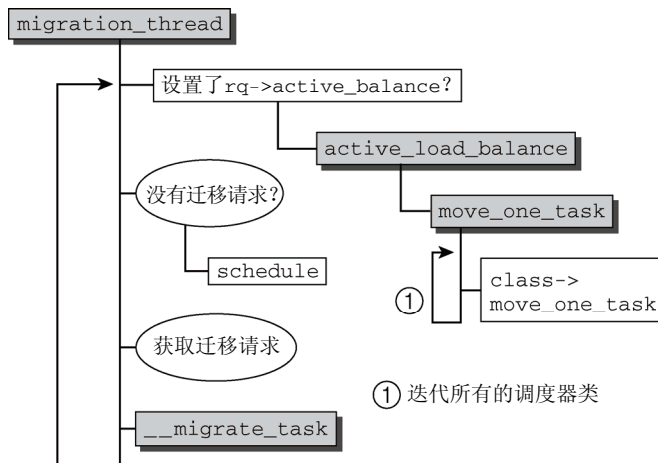 migration_thread
设置了rq->active_balance?
active_load_balance
没有迁移请求?
move_one_task
schedule
class->
move_one_task
①
获取迁移请求
① 迭代所有的调度器类
__migrate_task